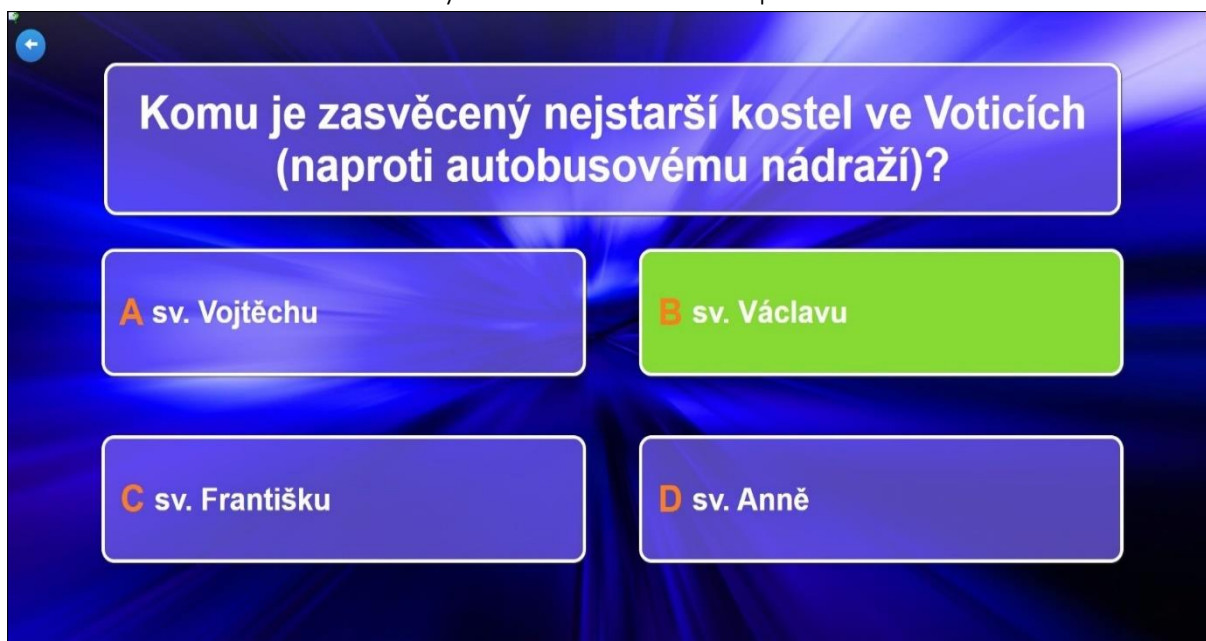 Komu je zasvěcený nejstarší kostel ve Voticích
(naproti autobusovému nádraží)?
A sv. Vojtěchu
B sv. Václavu
C sv. Františku
D sv. Anně